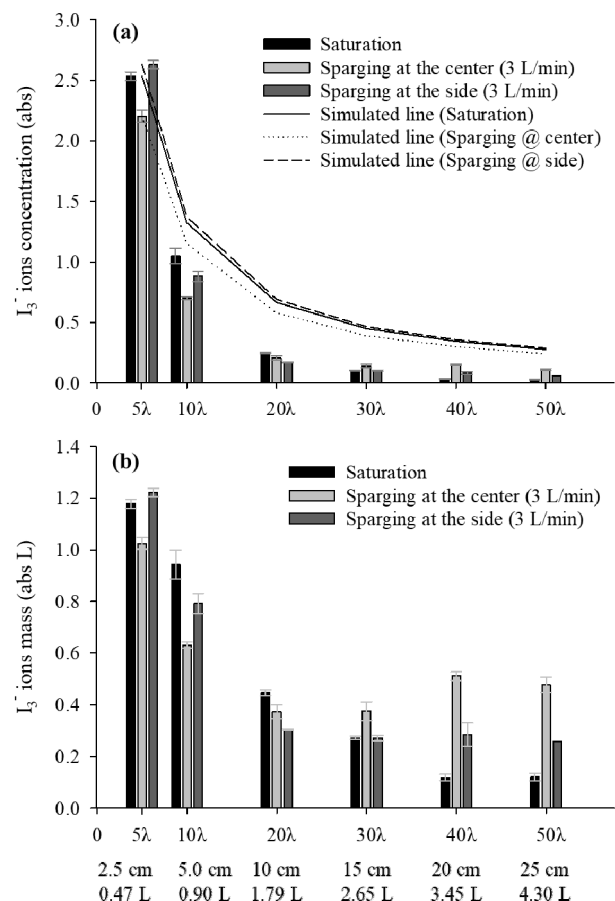 (a)
Saturation
Sparging at the center (3 L/min)
Sparging at the side (3 L/min)
Simulated line (Saturation)
Simulated line (Sparging @ center)
Simulated line (Sparging @ side)
I₃⁻ ions concentration (abs)
3.0
2.5
2.0
1.5
1.0
0.5
0.0
0 5λ 10λ 20λ 30λ 40λ 50λ
(b)
Saturation
Sparging at the center (3 L/min)
Sparging at the side (3 L/min)
I₃⁻ ions mass (abs L)
1.4
1.2
1.0
0.8
0.6
0.4
0.2
0.0
0 5λ 10λ 20λ 30λ 40λ 50λ
2.5 cm 5.0 cm 10 cm 15 cm 20 cm 25 cm
0.47 L 0.90 L 1.79 L 2.65 L 3.45 L 4.30 L